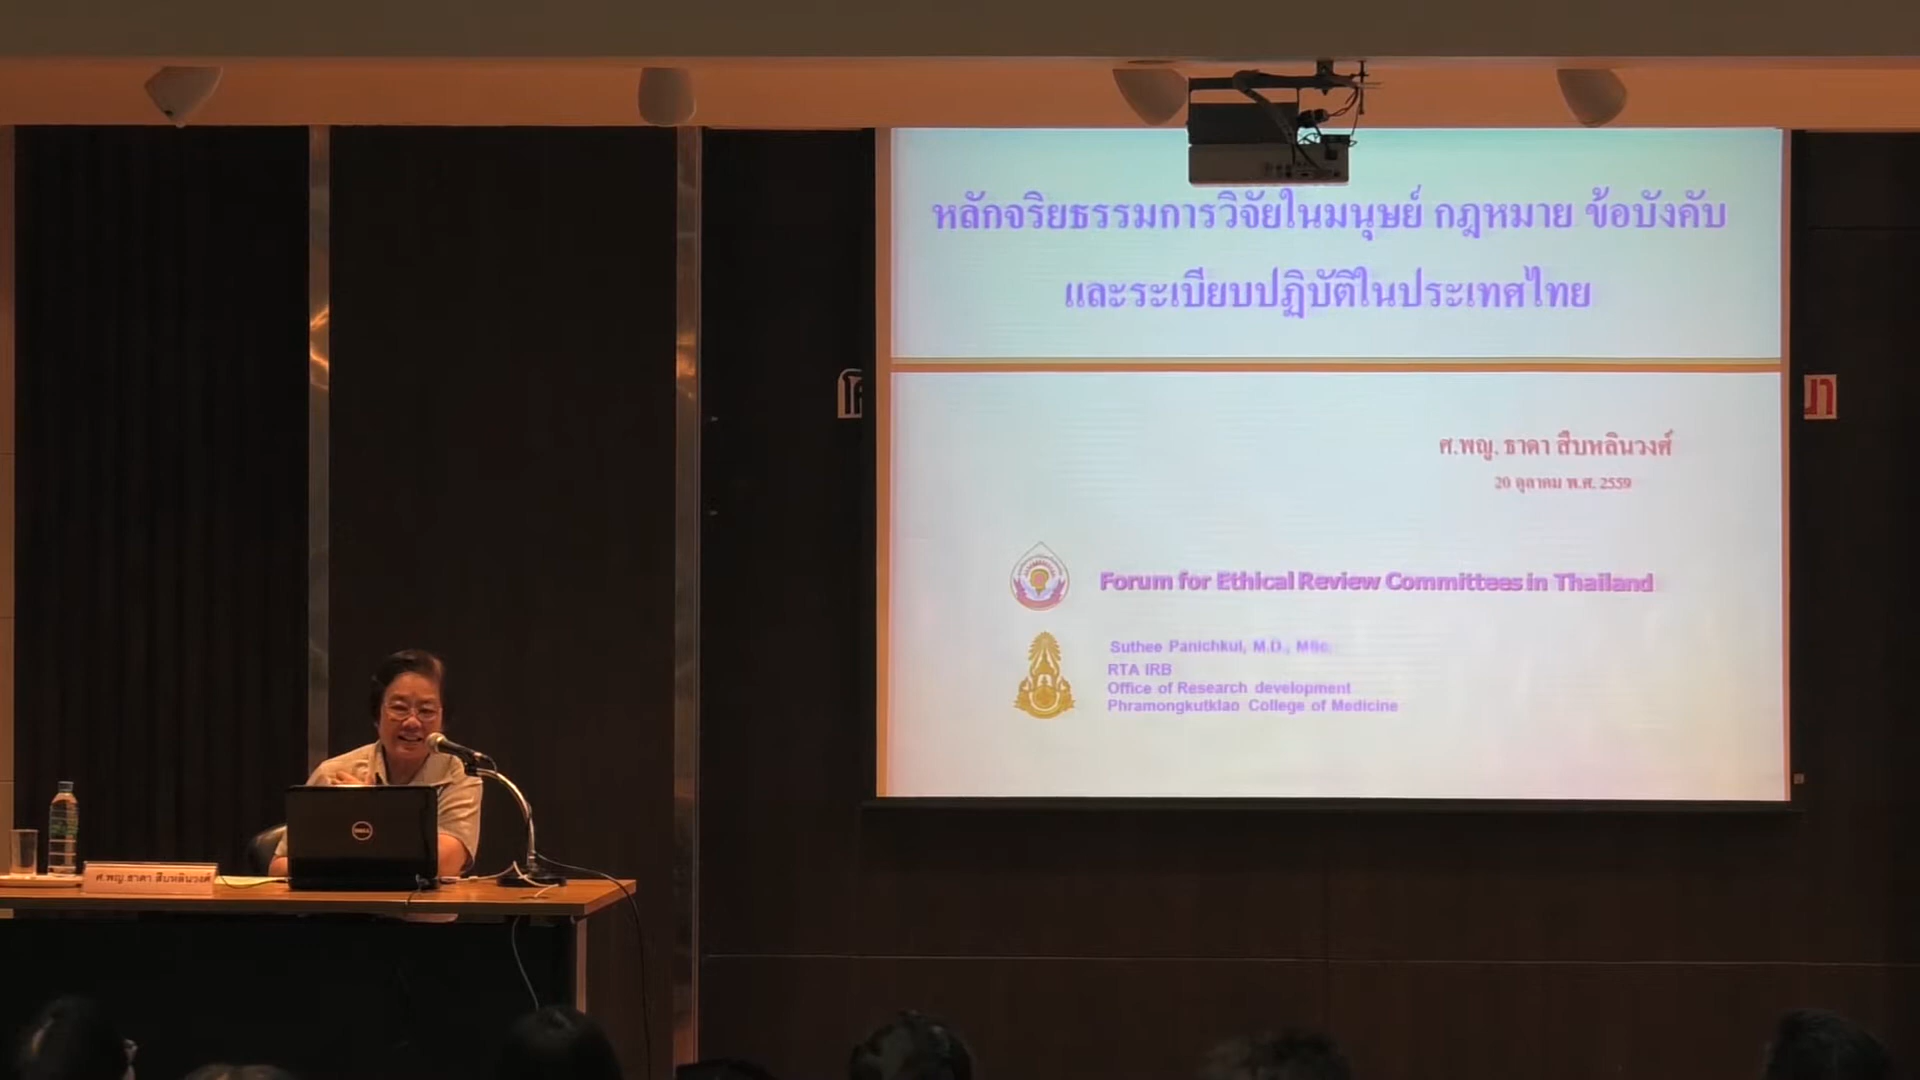 หลักจริยธรรมการวิจัยในมนุษย์ กฎหมาย ข้อบังคับ
และระเบียบปฏิบัติในประเทศไทย
ศ.พญ. ธาดา สืบหลินวงศ์
20 ตุลาคม พ.ศ. 2559
Forum for Ethical Review Committees in Thailand
Suthee Panichkul, M.D., MSc.
RTA IRB
Office of Research development
Phramongkutklao College of Medicine
DELL
ศ.พญ.ธาดา สืบหลินวงศ์